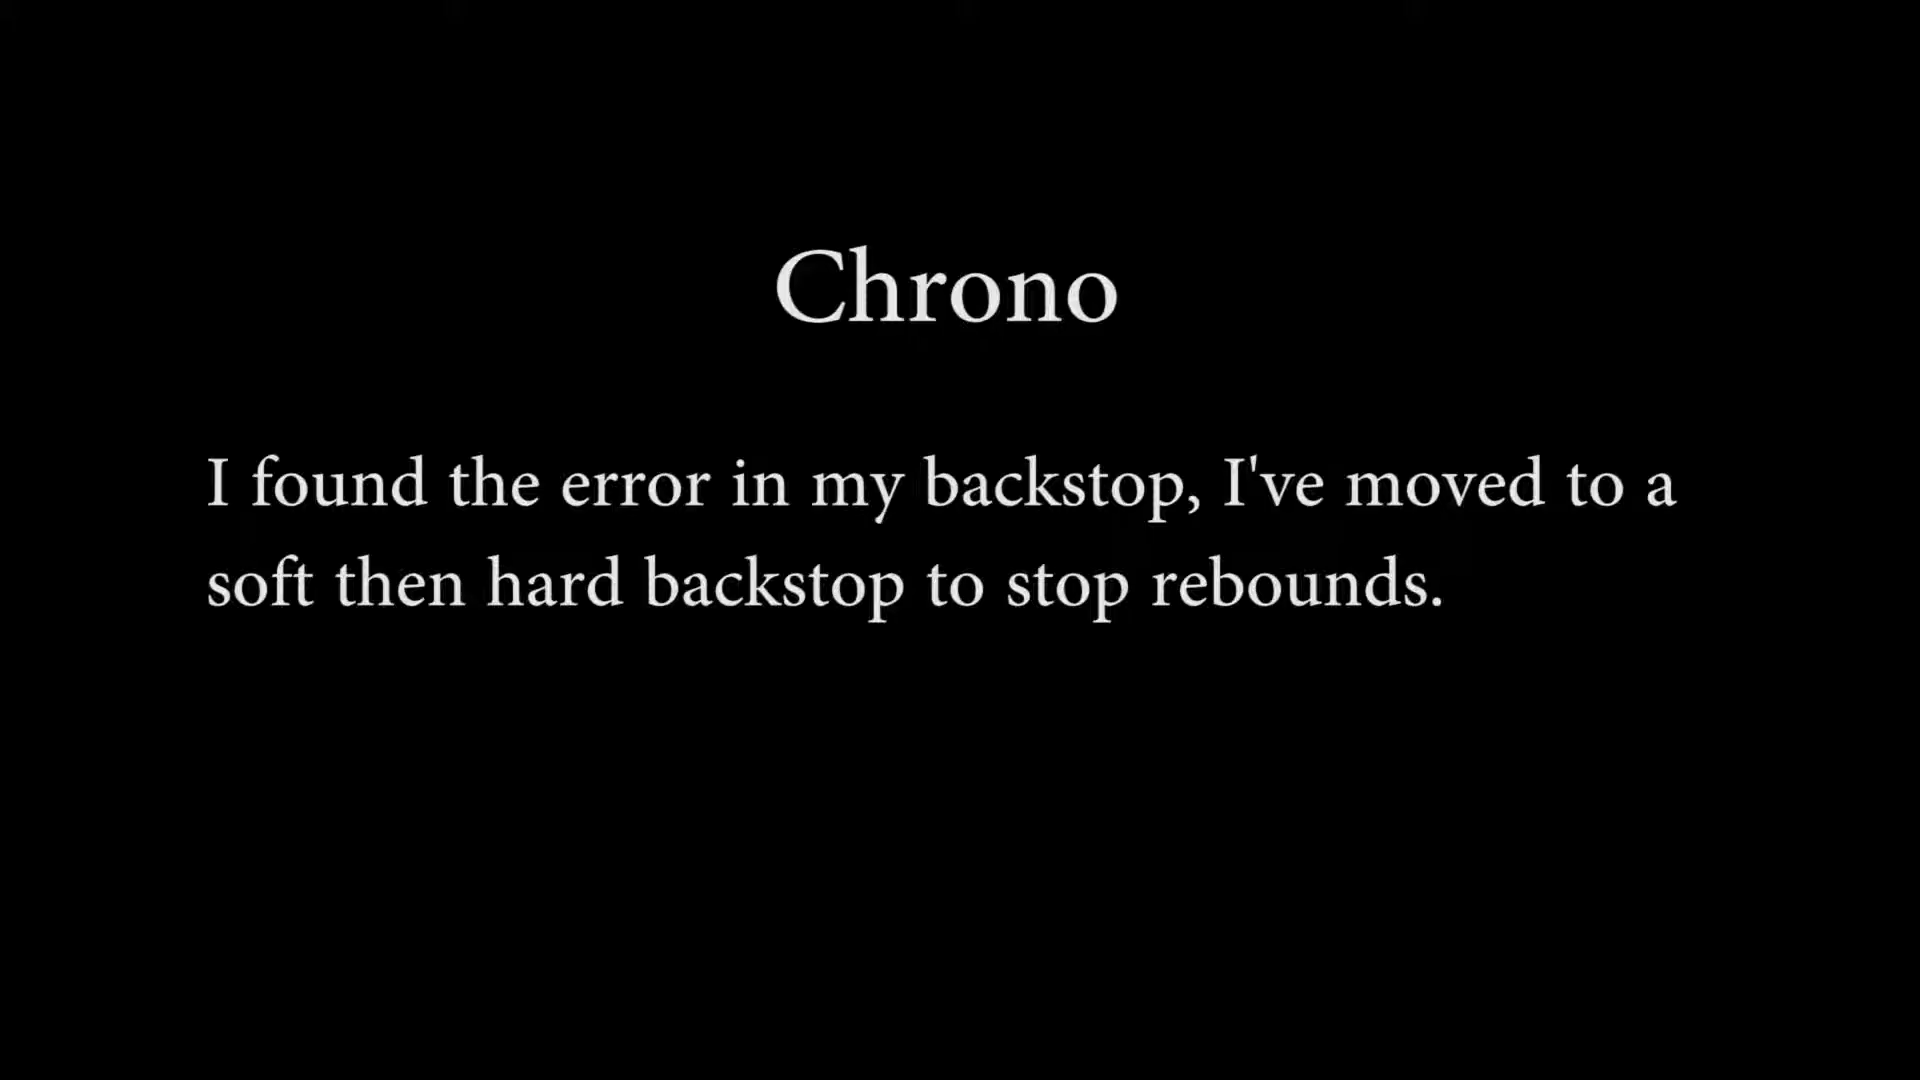 Chrono
I found the error in my backstop, I've moved to a
soft then hard backstop to stop rebounds.